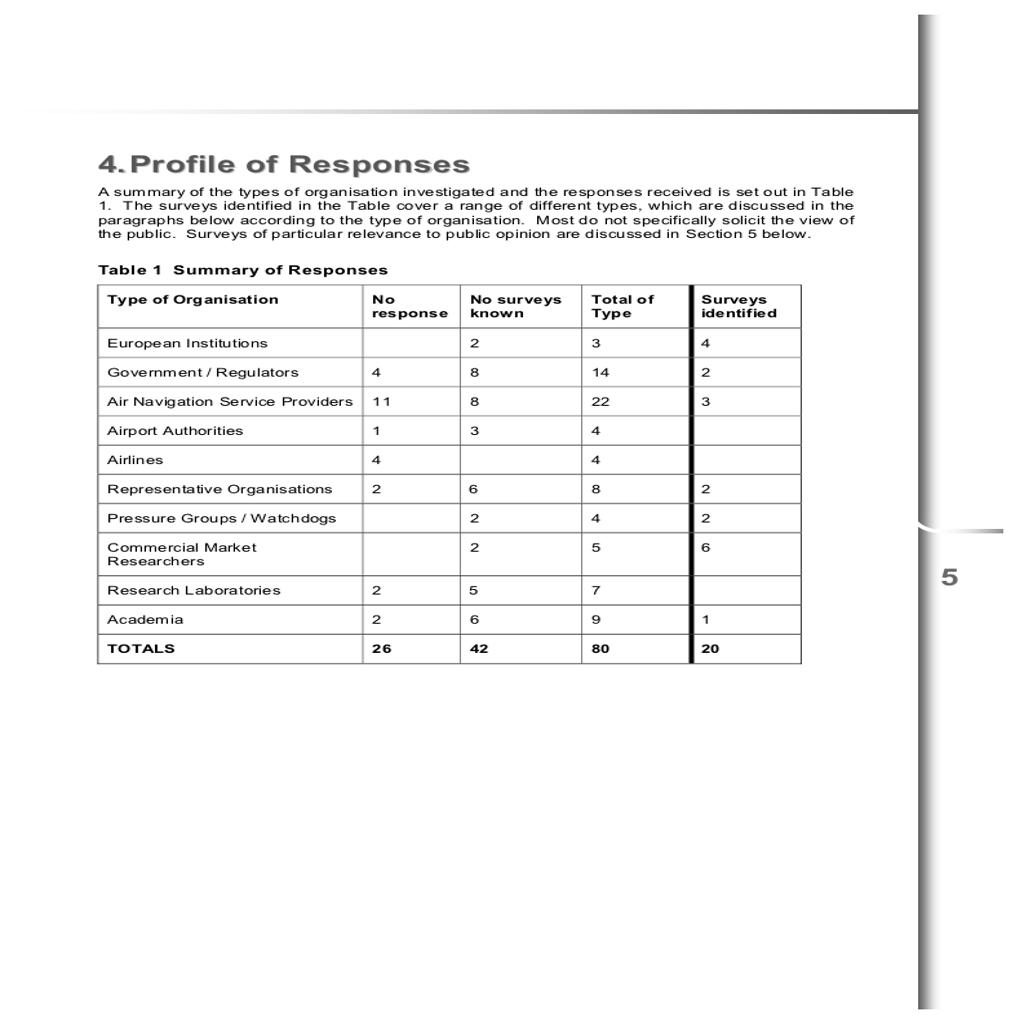 4. Profile of Responses
A summary of the types of organisation investigated and the responses received is set out in Table
1. The surveys identified in the Table cover a range of different types, which are discussed in the
paragraphs below according to the type of organisation. Most do not specifically solicit the view of
the public. Surveys of particular relevance to public opinion are discussed in Section 5 below.
Table 1 Summary of Responses
Type of Organisation No response No surveys known Total of Type Surveys identified
European Institutions 2 3 4
Government / Regulators 4 8 14 2
Air Navigation Service Providers 11 8 22 3
Airport Authorities 1 3 4
Airlines 4 4
Representative Organisations 2 6 8 2
Pressure Groups / Watchdogs 2 4 2
Commercial Market Researchers 2 5 6
Research Laboratories 2 5 7
Academia 2 6 9 1
TOTALS 26 42 80 20
5